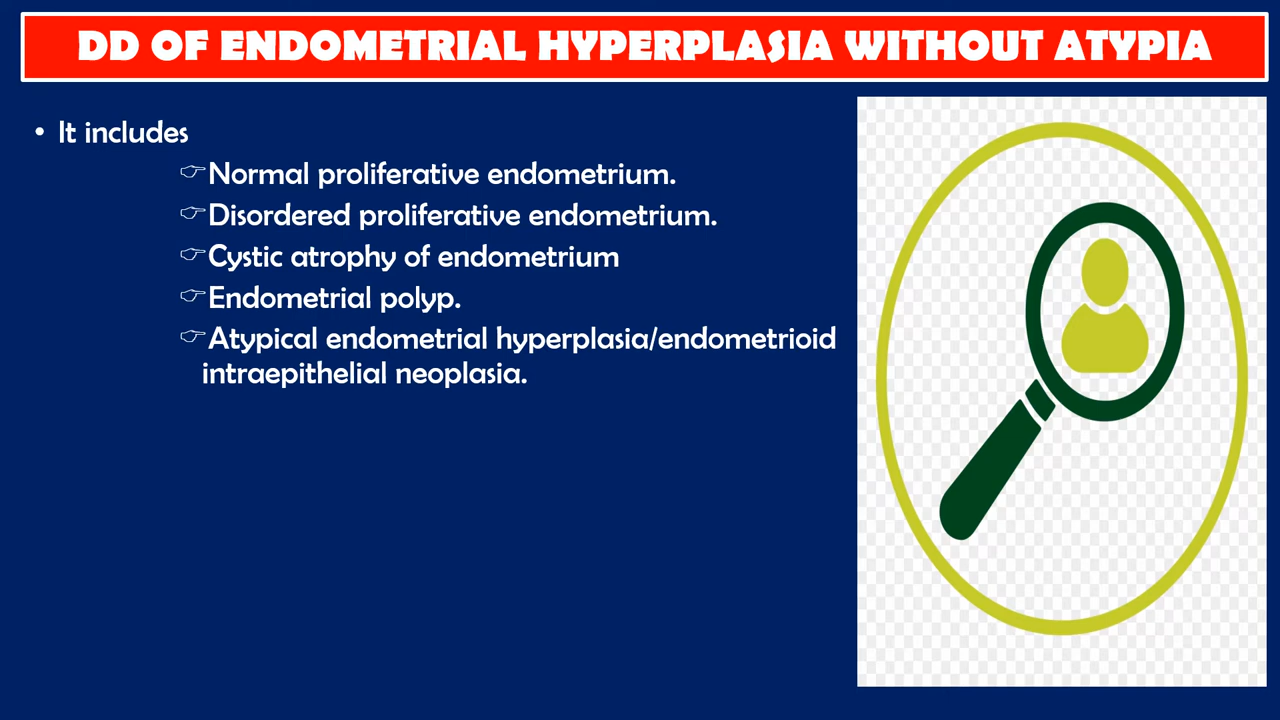 DD OF ENDOMETRIAL HYPERPLASIA WITHOUT ATYPIA
• It includes
☞Normal proliferative endometrium.
☞Disordered proliferative endometrium.
☞Cystic atrophy of endometrium
☞Endometrial polyp.
☞Atypical endometrial hyperplasia/endometrioid
intraepithelial neoplasia.